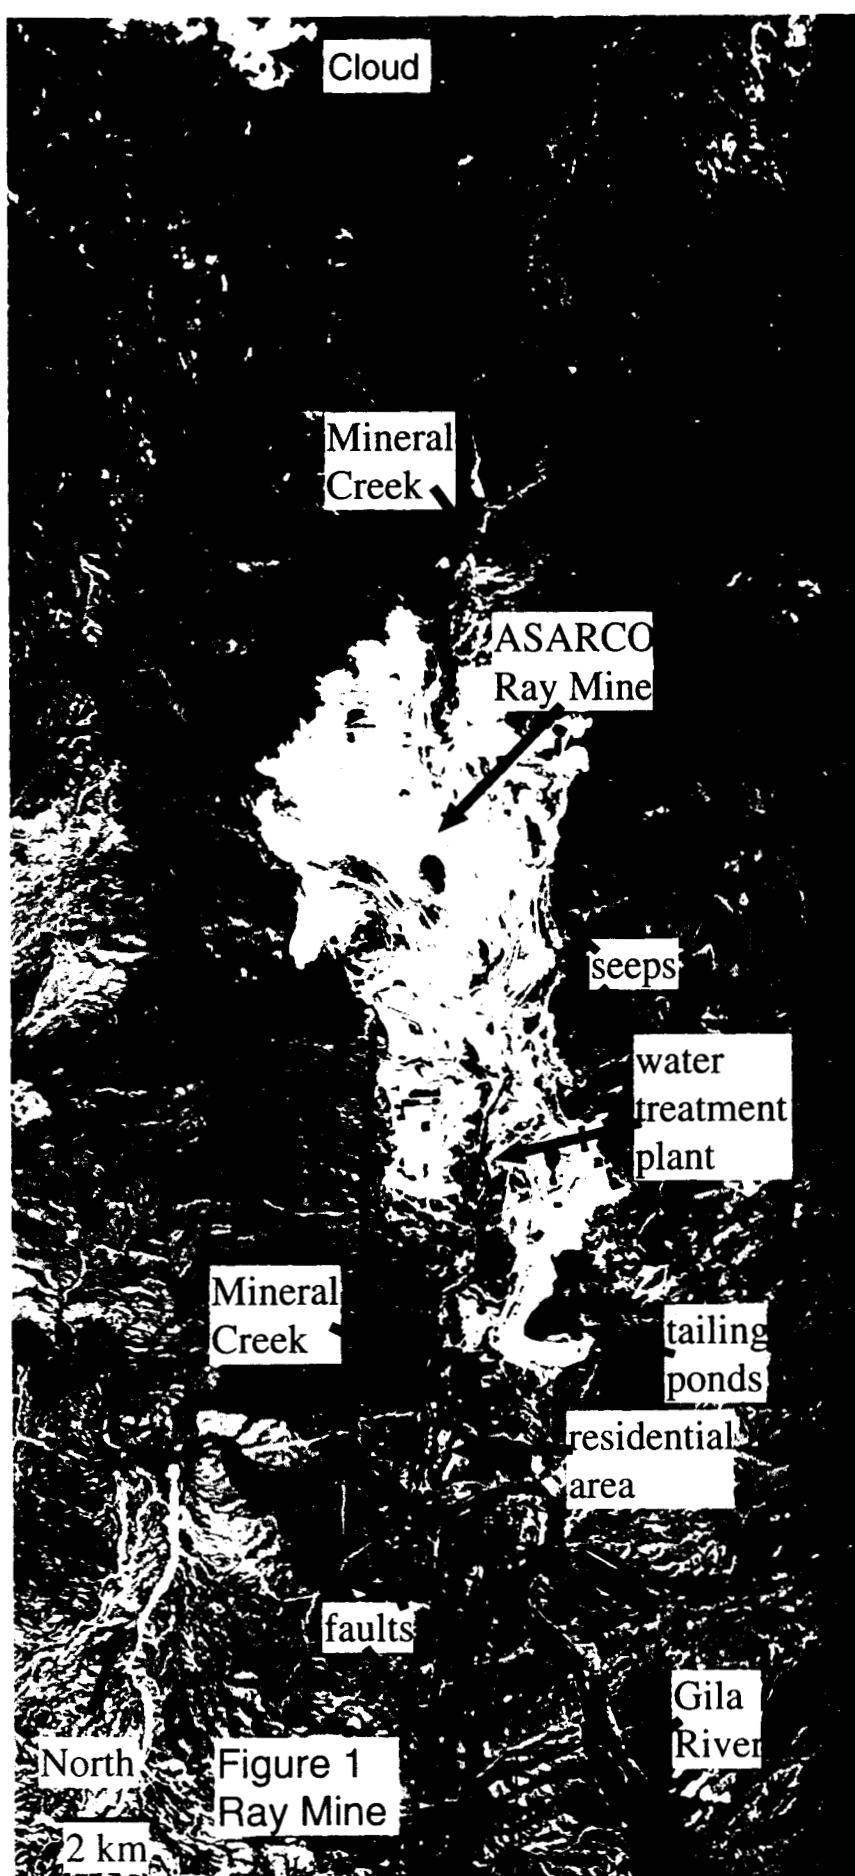 Cloud
Mineral
Creek
ASARCO
Ray Mine
seeps
water
treatment
plant
Mineral
Creek
tailing
ponds
residential
area
faults
Gila
River
North
Figure 1
Ray Mine
2 km